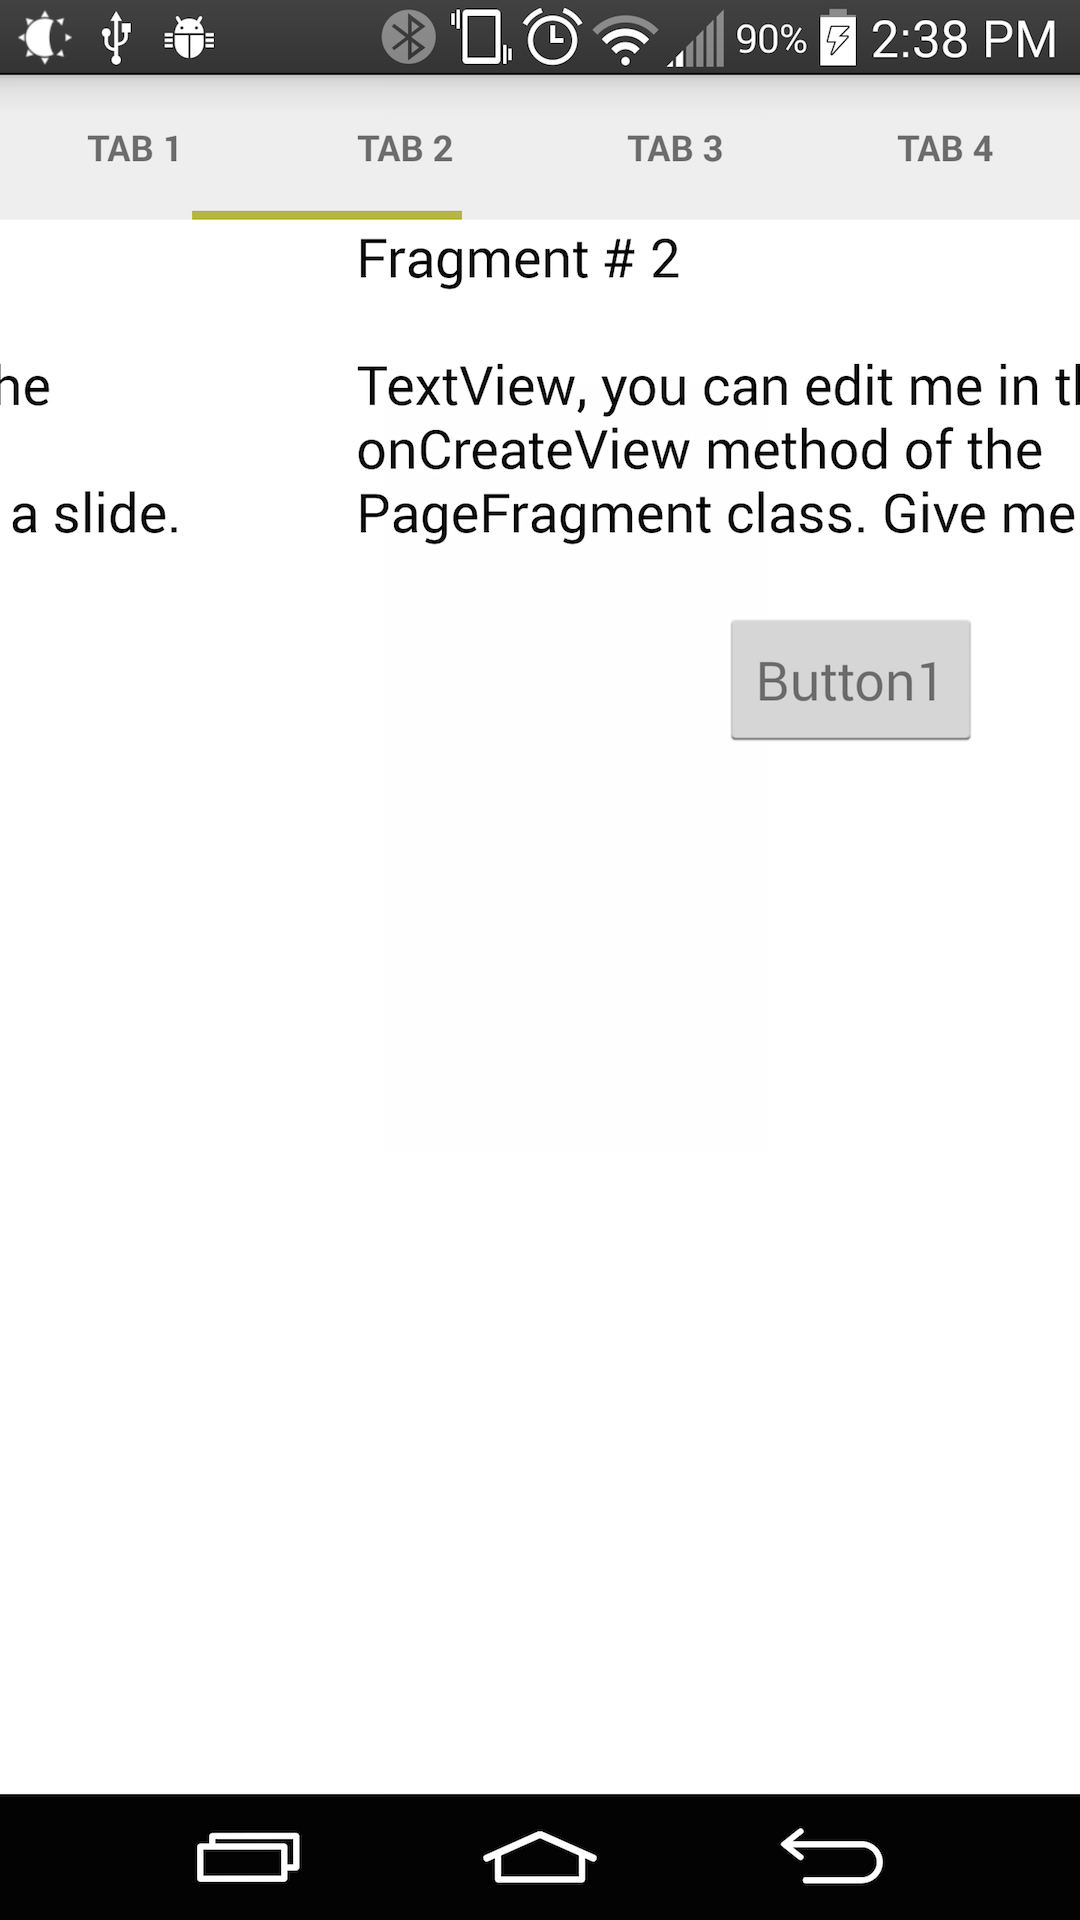 90% 2:38 PM
TAB 1 TAB 2 TAB 3 TAB 4
Fragment # 2
he TextView, you can edit me in th
onCreateView method of the
a slide. PageFragment class. Give me
Button1